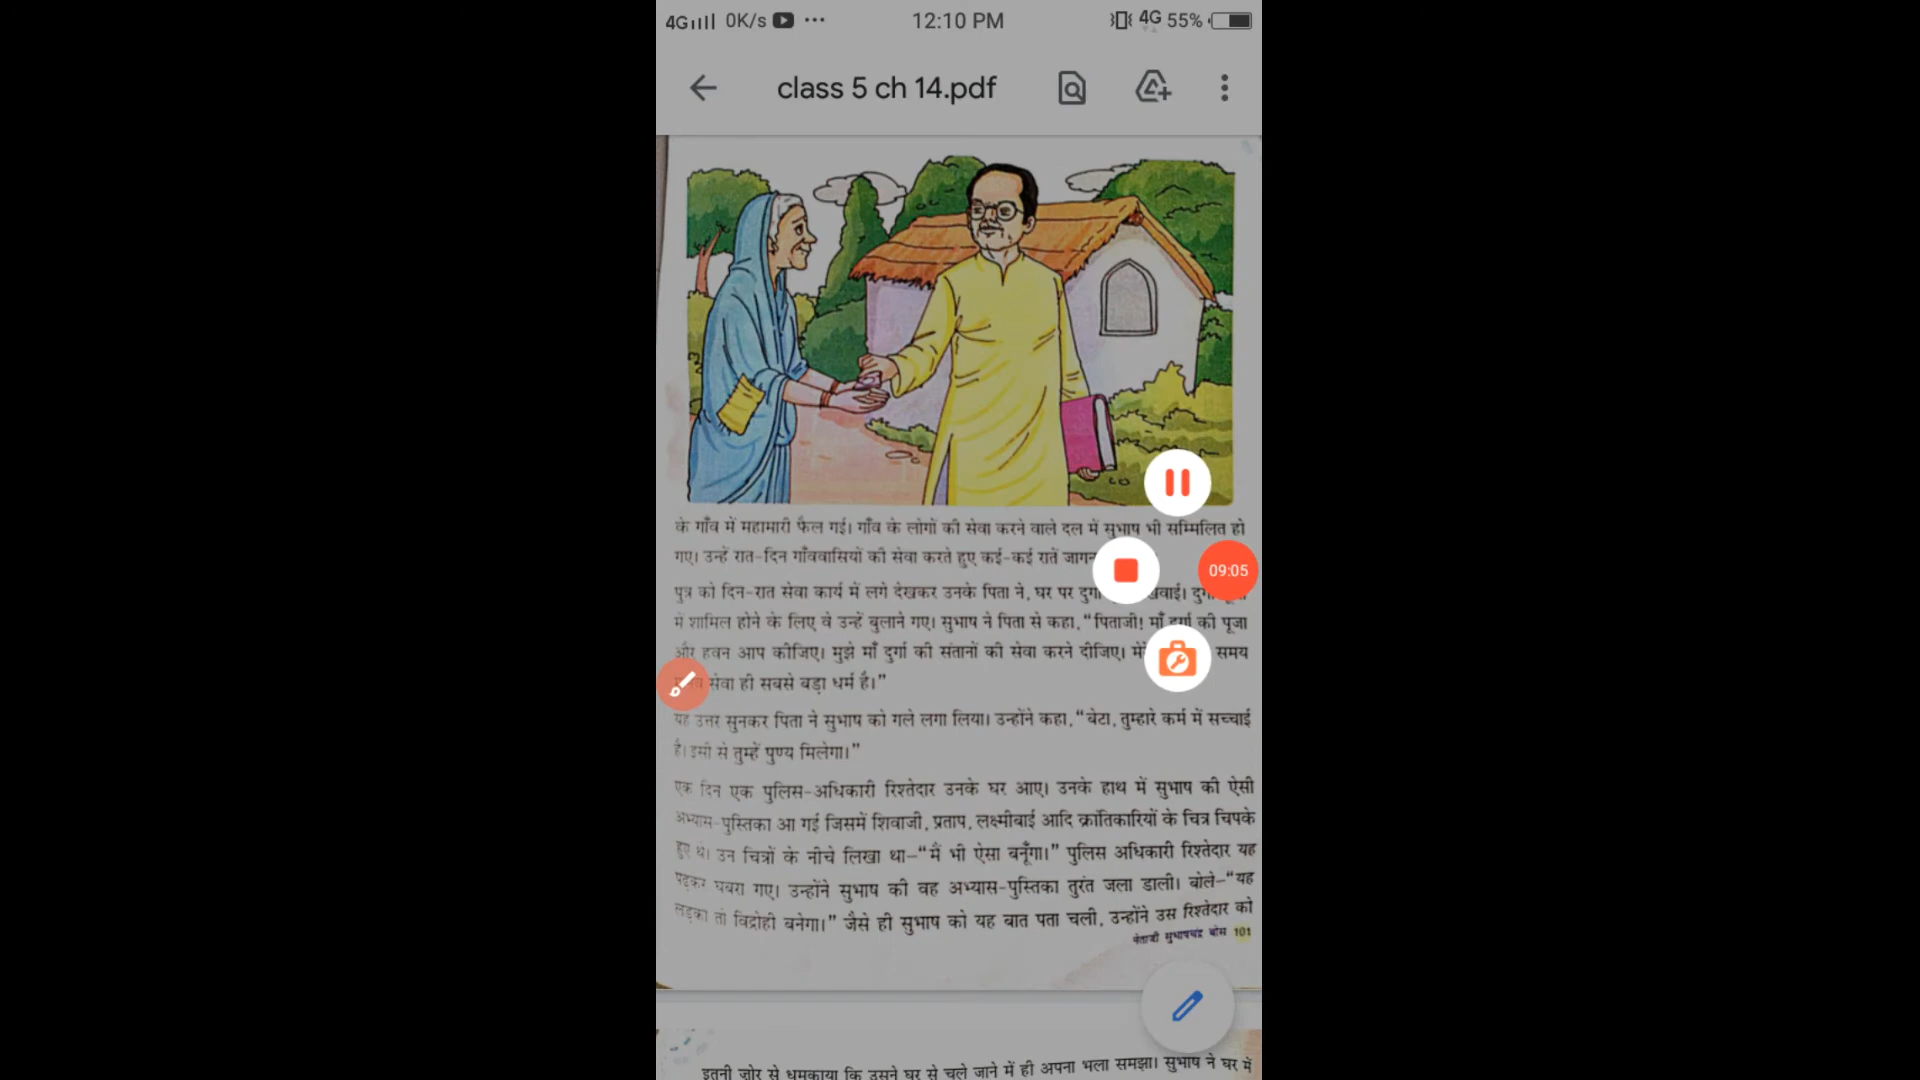 4G 0K/s ... 12:10 PM 4G 55%
class 5 ch 14.pdf
के गाँव में महामारी फैल गई। गाँव के लोगों की सेवा करने वाले दल में सुभाष भी सम्मिलित हो
गए। उन्हें रात-दिन गाँववासियों की सेवा करते हुए कई-कई रातें
पुत्र को दिन-रात सेवा कार्य में लगे देखकर उनके पिता ने, घर पर
में शामिल होने के लिए वे उन्हें बुलाने गए। सुभाष ने पिता से कहा, “पिताजी! माँ दुर्गा की पूजा
और हवन आप कीजिए। मुझे माँ दुर्गा की संतानों की सेवा करने दीजिए। समय
सेवा ही सबसे बड़ा धर्म है।”
यह उत्तर सुनकर पिता ने सुभाष को गले लगा लिया। उन्होंने कहा, “बेटा, तुम्हारे कर्म में सच्चाई
है। इसी से तुम्हें पुण्य मिलेगा।”
एक दिन एक पुलिस-अधिकारी रिश्तेदार उनके घर आए। उनके हाथ में सुभाष की ऐसी
अभ्यास-पुस्तिका आ गई जिसमें शिवाजी, प्रताप, लक्ष्मीबाई आदि क्रांतिकारियों के चित्र चिपके
हुए थे। उन चित्रों के नीचे लिखा था–“मैं भी ऐसा बनूँगा।” पुलिस अधिकारी रिश्तेदार यह
पढ़कर घबरा गए। उन्होंने सुभाष की वह अभ्यास-पुस्तिका तुरंत जला डाली। बोले–“यह
लड़का तो विद्रोही बनेगा।” जैसे ही सुभाष को यह बात पता चली, उन्होंने उस रिश्तेदार को
नेताजी सुभाषचंद्र बोस 101
इतनी जोर से धमकाया कि उसने घर से चले जाने में ही अपना भला समझा। सुभाष ने घर में
09:05